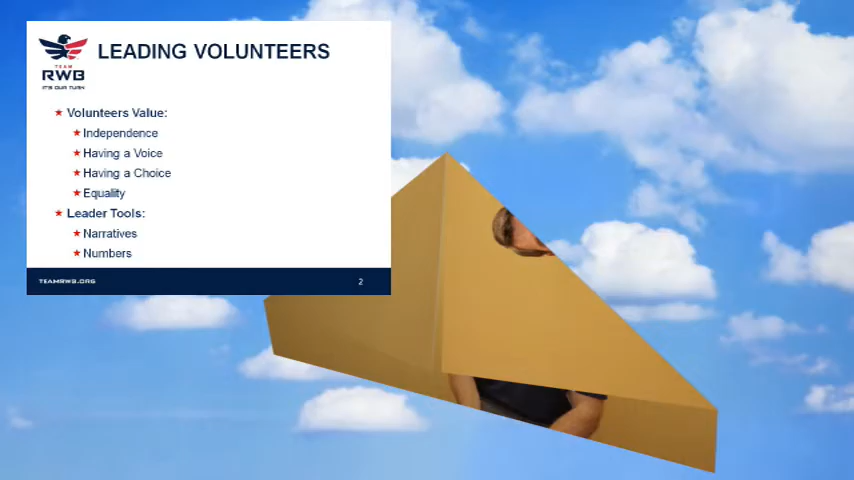 LEADING VOLUNTEERS
TEAM
RWB
IT'S OUR TURN
Volunteers Value:
Independence
Having a Voice
Having a Choice
Equality
Leader Tools:
Narratives
Numbers
TEAMRWB.ORG
2